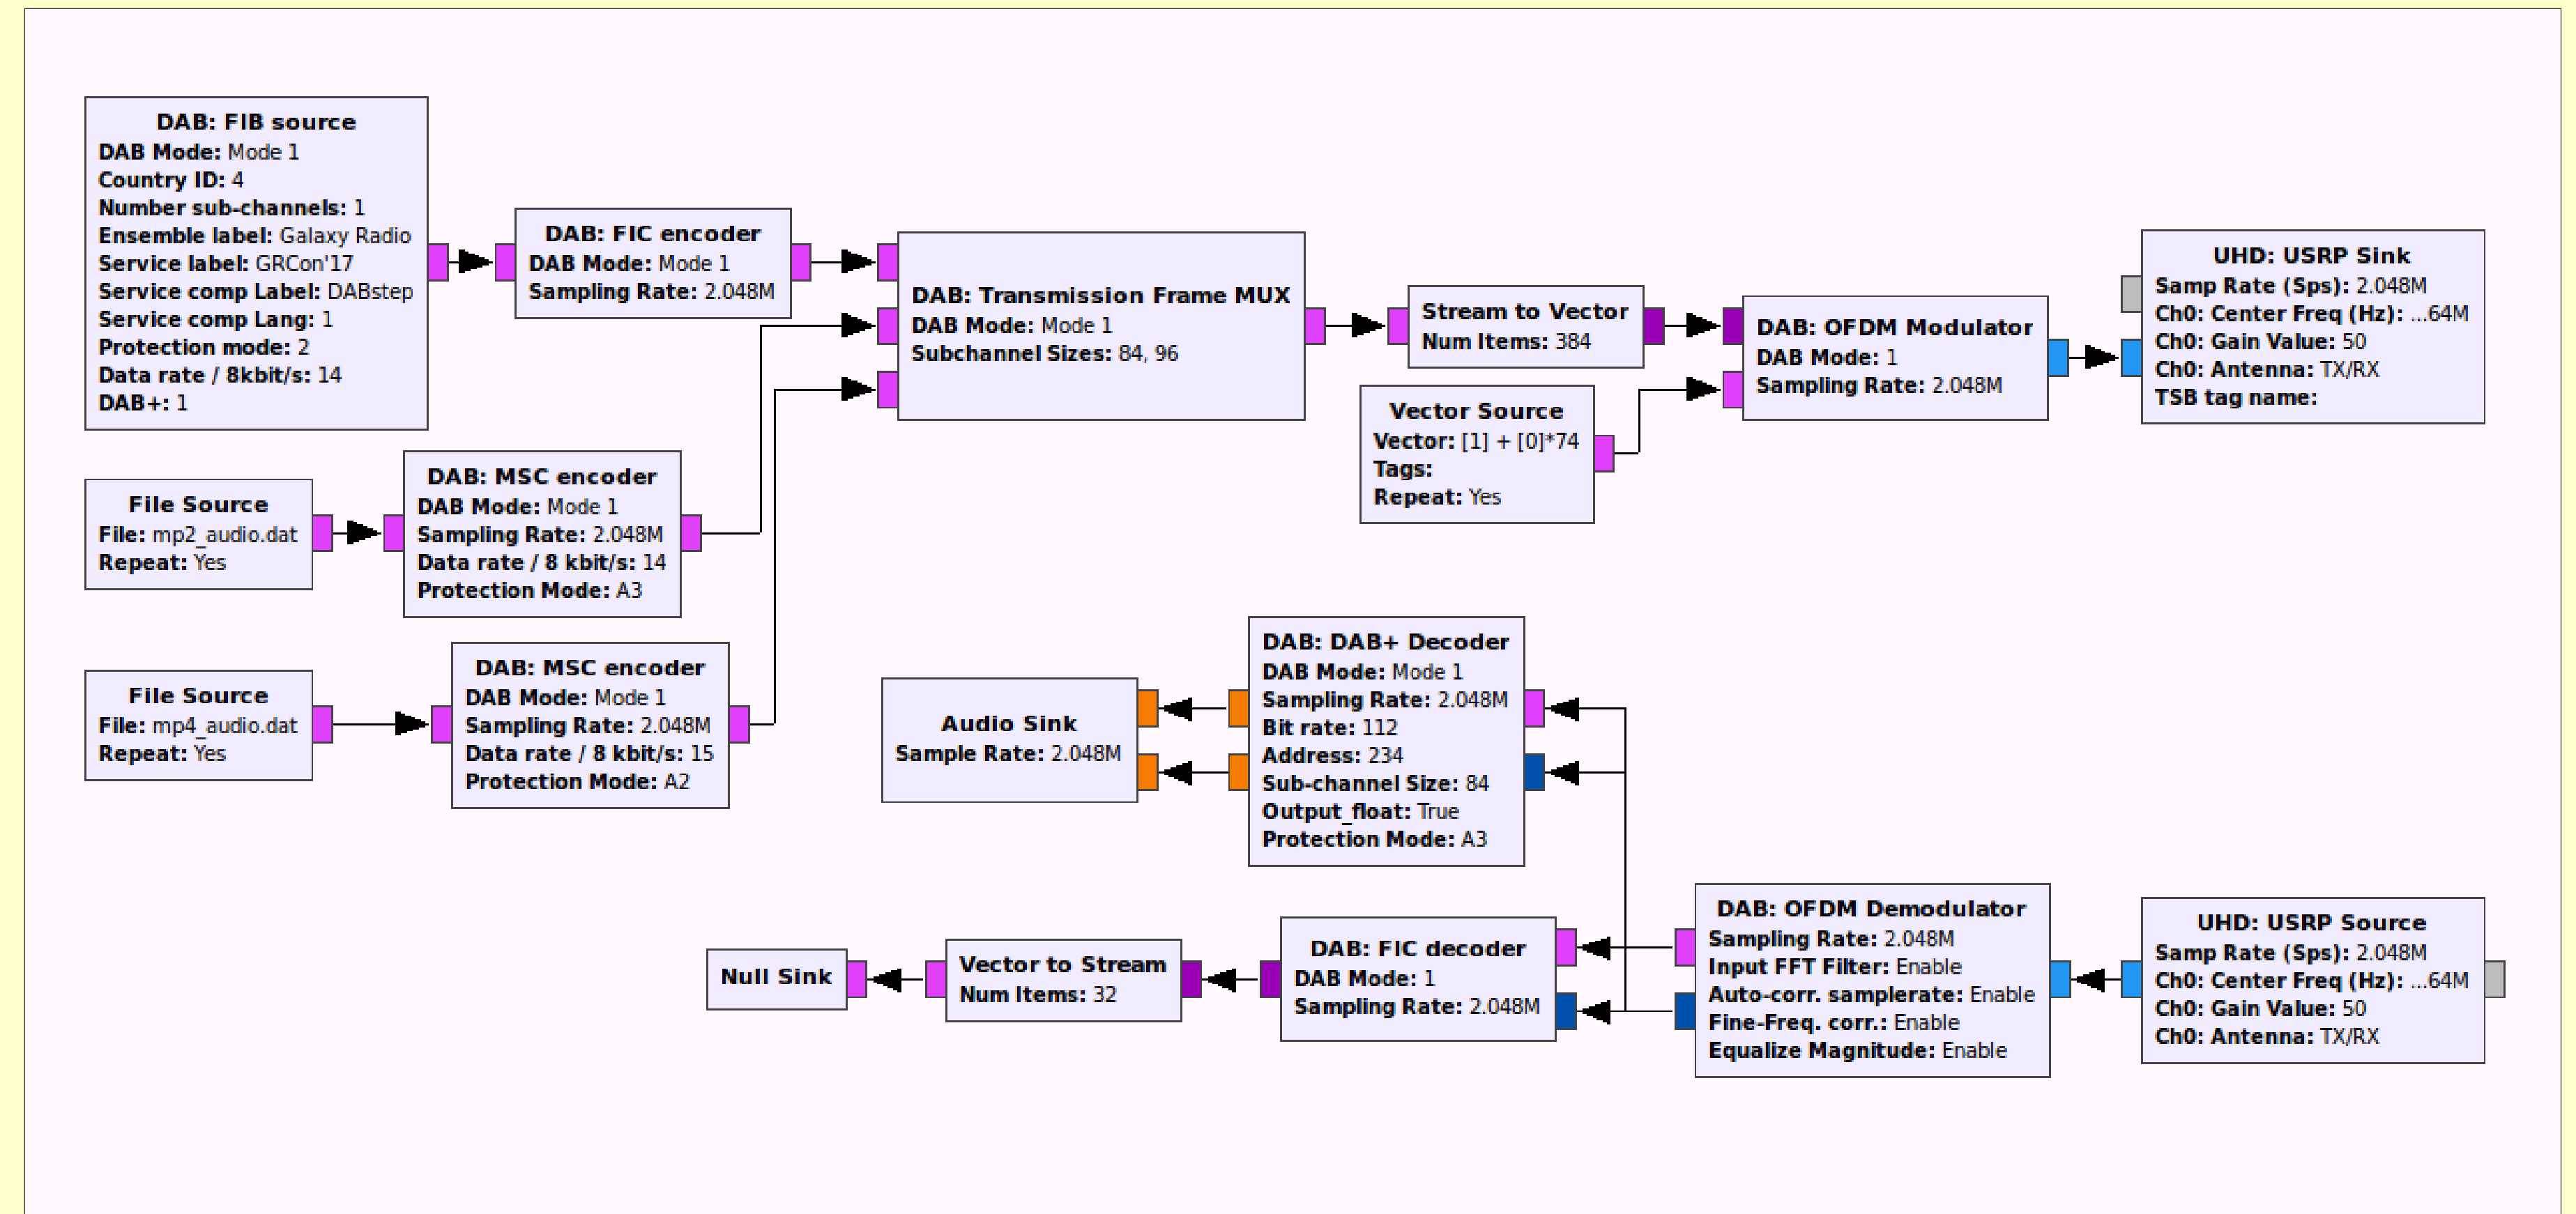 DAB: FIB source
DAB Mode: Mode 1
Country ID: 4
Number sub-channels: 1
Ensemble label: Galaxy Radio
Service label: GRCon'17
Service comp Label: DABstep
Service comp Lang: 1
Protection mode: 2
Data rate / 8kbit/s: 14
DAB+: 1
DAB: FIC encoder
DAB Mode: Mode 1
Sampling Rate: 2.048M
DAB: Transmission Frame MUX
DAB Mode: Mode 1
Subchannel Sizes: 84, 96
Stream to Vector
Num Items: 384
DAB: OFDM Modulator
DAB Mode: 1
Sampling Rate: 2.048M
UHD: USRP Sink
Samp Rate (Sps): 2.048M
Ch0: Center Freq (Hz): ...64M
Ch0: Gain Value: 50
Ch0: Antenna: TX/RX
TSB tag name:
Vector Source
Vector: [1] + [0]*74
Tags:
Repeat: Yes
File Source
File: mp2_audio.dat
Repeat: Yes
DAB: MSC encoder
DAB Mode: Mode 1
Sampling Rate: 2.048M
Data rate / 8 kbit/s: 14
Protection Mode: A3
File Source
File: mp4_audio.dat
Repeat: Yes
DAB: MSC encoder
DAB Mode: Mode 1
Sampling Rate: 2.048M
Data rate / 8 kbit/s: 15
Protection Mode: A2
Audio Sink
Sample Rate: 2.048M
DAB: DAB+ Decoder
DAB Mode: Mode 1
Sampling Rate: 2.048M
Bit rate: 112
Address: 234
Sub-channel Size: 84
Output_float: True
Protection Mode: A3
Null Sink
Vector to Stream
Num Items: 32
DAB: FIC decoder
DAB Mode: 1
Sampling Rate: 2.048M
DAB: OFDM Demodulator
Sampling Rate: 2.048M
Input FFT Filter: Enable
Auto-corr. samplerate: Enable
Fine-Freq. corr.: Enable
Equalize Magnitude: Enable
UHD: USRP Source
Samp Rate (Sps): 2.048M
Ch0: Center Freq (Hz): ...64M
Ch0: Gain Value: 50
Ch0: Antenna: TX/RX